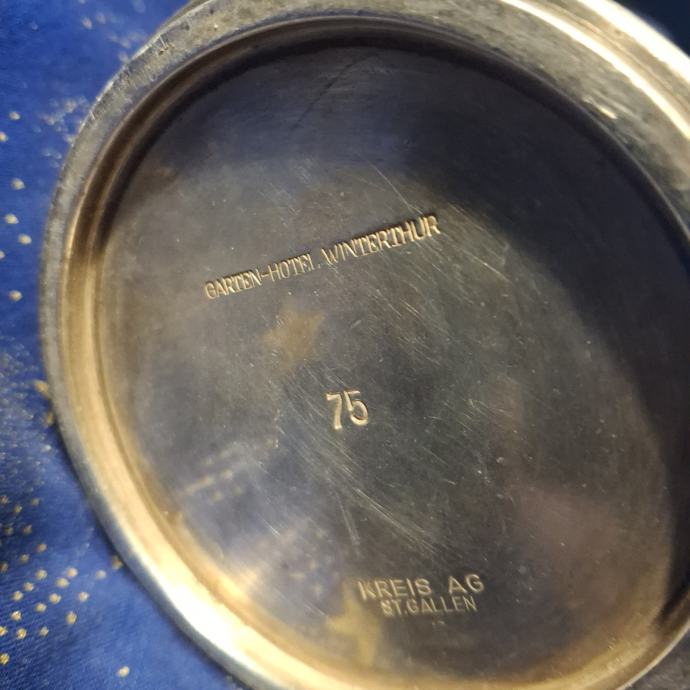 GARTEN-HOTEL WINTERTHUR
75
KREIS AG
ST.GALLEN